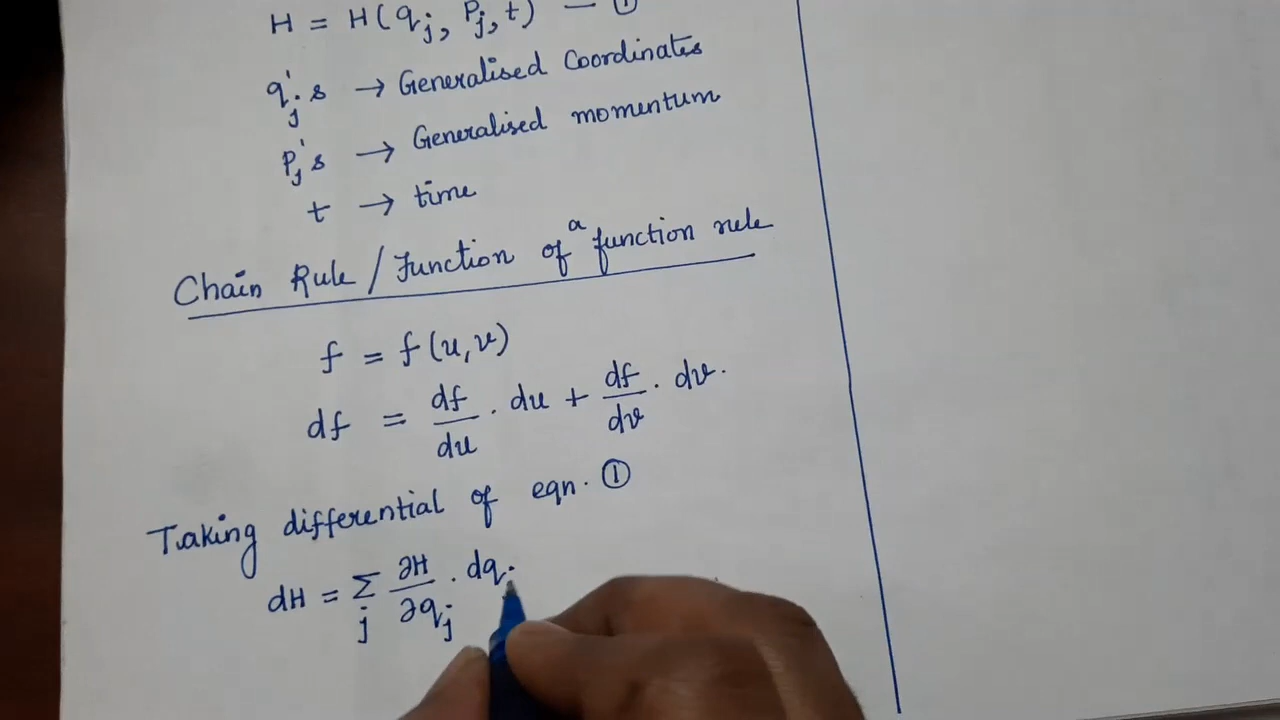 H = H(qj, Pj, t) — ①
qj's → Generalised Coordinates
Pj's → Generalised momentum
t → time
Chain Rule / Function of a function rule
f = f(u,v)
df = df/du . du + df/dv . dv.
Taking differential of eqn. ①
dH = Σj ∂H/∂qj . dq.